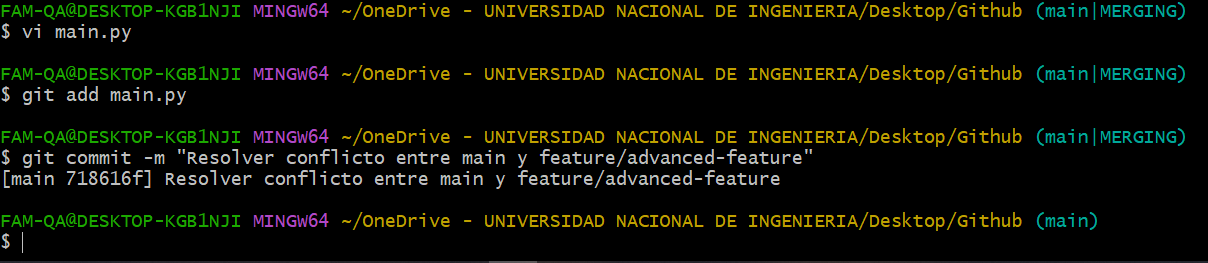 FAM-QA@DESKTOP-KGB1NJI MINGW64 ~/OneDrive - UNIVERSIDAD NACIONAL DE INGENIERIA/Desktop/Github (main|MERGING)
$ vi main.py
FAM-QA@DESKTOP-KGB1NJI MINGW64 ~/OneDrive - UNIVERSIDAD NACIONAL DE INGENIERIA/Desktop/Github (main|MERGING)
$ git add main.py
FAM-QA@DESKTOP-KGB1NJI MINGW64 ~/OneDrive - UNIVERSIDAD NACIONAL DE INGENIERIA/Desktop/Github (main|MERGING)
$ git commit -m "Resolver conflicto entre main y feature/advanced-feature"
[main 718616f] Resolver conflicto entre main y feature/advanced-feature
FAM-QA@DESKTOP-KGB1NJI MINGW64 ~/OneDrive - UNIVERSIDAD NACIONAL DE INGENIERIA/Desktop/Github (main)
$